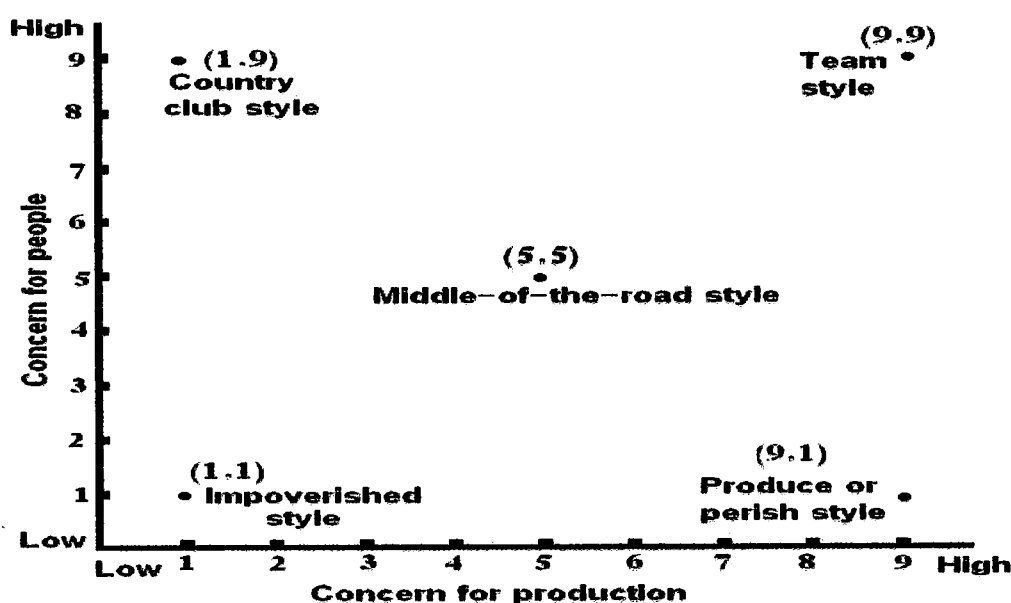 High
(9,9)
9
(1,9)
Team
Country
style
8
club style
7
6
Concern for people
(5,5)
5
Middle-of-the-road style
4
3
2
(9,1)
(1,1)
Produce or
1
Impoverished
perish style
style
Low
Low 1 2 3 4 5 6 7 8 9 High
Concern for production